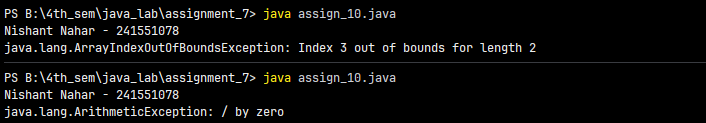 PS B:\4th_sem\java_lab\assignment_7> java assign_10.java
Nishant Nahar - 241551078
java.lang.ArrayIndexOutOfBoundsException: Index 3 out of bounds for length 2
PS B:\4th_sem\java_lab\assignment_7> java assign_10.java
Nishant Nahar - 241551078
java.lang.ArithmeticException: / by zero